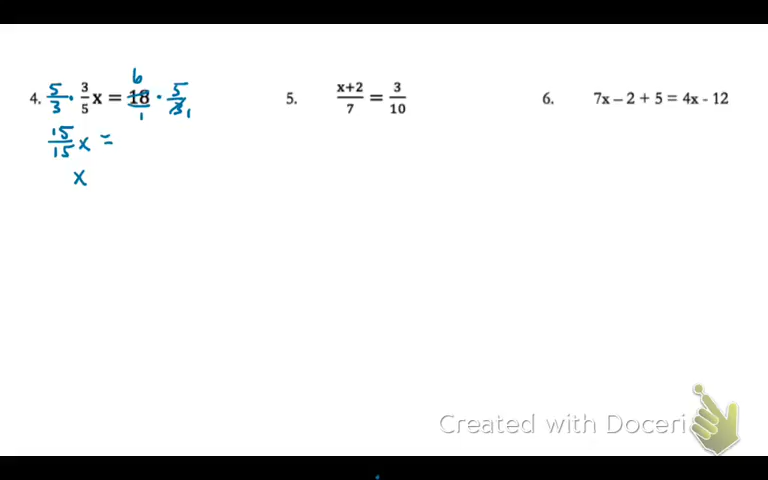 4. 5/3 · 3/5 x = 18/1 · 5/3 6 1
15/15 x =
x
5. x+2/7 = 3/10
6. 7x – 2 + 5 = 4x - 12
Created with Doceri